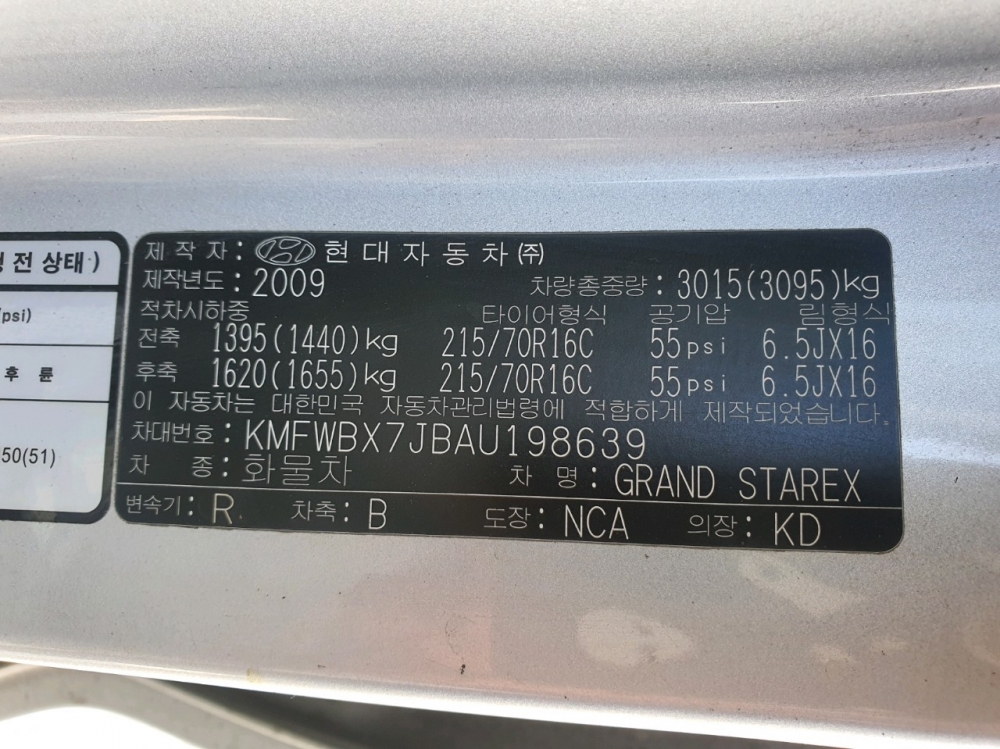 제 작 자 : 현대자동차㈜
제작년도 : 2009 차량총중량 : 3015(3095)kg
적차시하중 타이어형식 공기압 림형식
전축 1395(1440)kg 215/70R16C 55psi 6.5JX16
후축 1620(1655)kg 215/70R16C 55psi 6.5JX16
이 자동차는 대한민국 자동차관리법령에 적합하게 제작되었습니다.
차대번호 : KMFWBX7JBAU198639
차 종 : 화물차 차 명 : GRAND STAREX
변속기 : R 차축 : B 도장 : NCA 의장 : KD
전 상태)
psi)
후 륜
50(51)